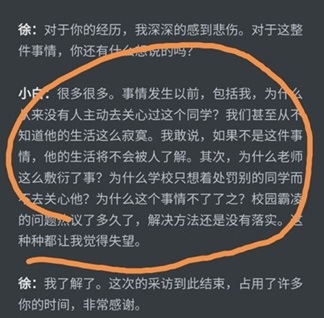 徐：对于你的经历，我深深的感到悲伤。对于这整
件事情，你还有什么想说的吗？
小白：很多很多。事情发生以前，包括我，为什么
从来没有人主动去关心过这个同学？我们甚至从不
知道他的生活这么寂寞。我敢说，如果不是这件事
情，他的生活将不会被人了解。其次，为什么老师
这么敷衍了事？为什么学校只想着处罚别的同学而
不去关心他？为什么这个事情不了了之？校园霸凌
的问题热议了多久了，解决方法还是没有落实。这
种种都让我觉得失望。
徐：我了解了。这次的采访到此结束，占用了许多
你的时间，非常感谢。